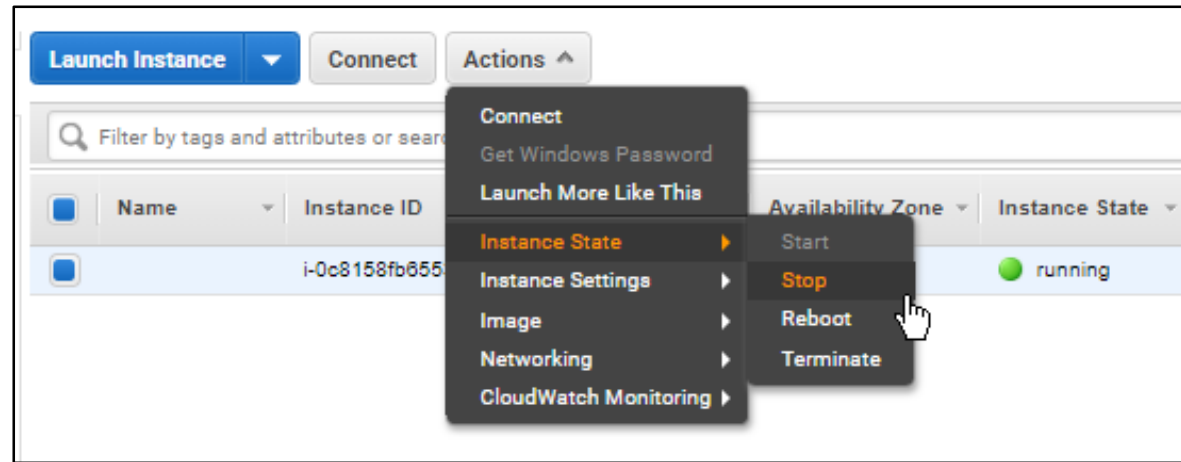 Launch Instance Connect Actions
Filter by tags and attributes or sear
Connect
Get Windows Password
Launch More Like This
Name Instance ID Availability Zone Instance State
Instance State
Start
i-0c8158fb655 running
Instance Settings
Stop
Image
Reboot
Networking
Terminate
CloudWatch Monitoring